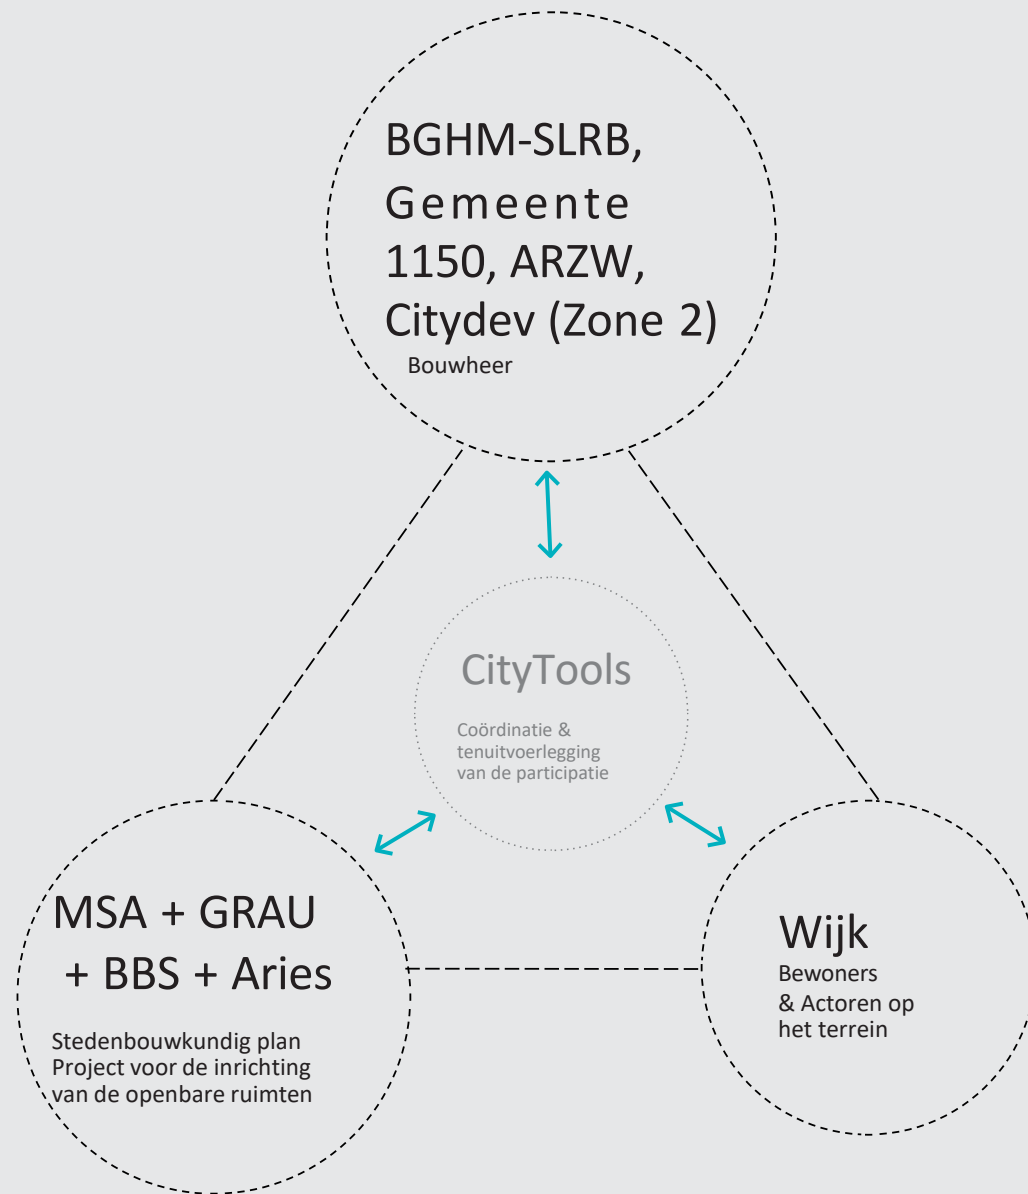 BGHM-SLRB,
Gemeente
1150, ARZW,
Citydev (Zone 2)
Bouwheer
CityTools
Coördinatie &
tenuitvoerlegging
van de participatie
MSA + GRAU
+ BBS + Aries
Stedenbouwkundig plan
Project voor de inrichting
van de openbare ruimten
Wijk
Bewoners
& Actoren op
het terrein